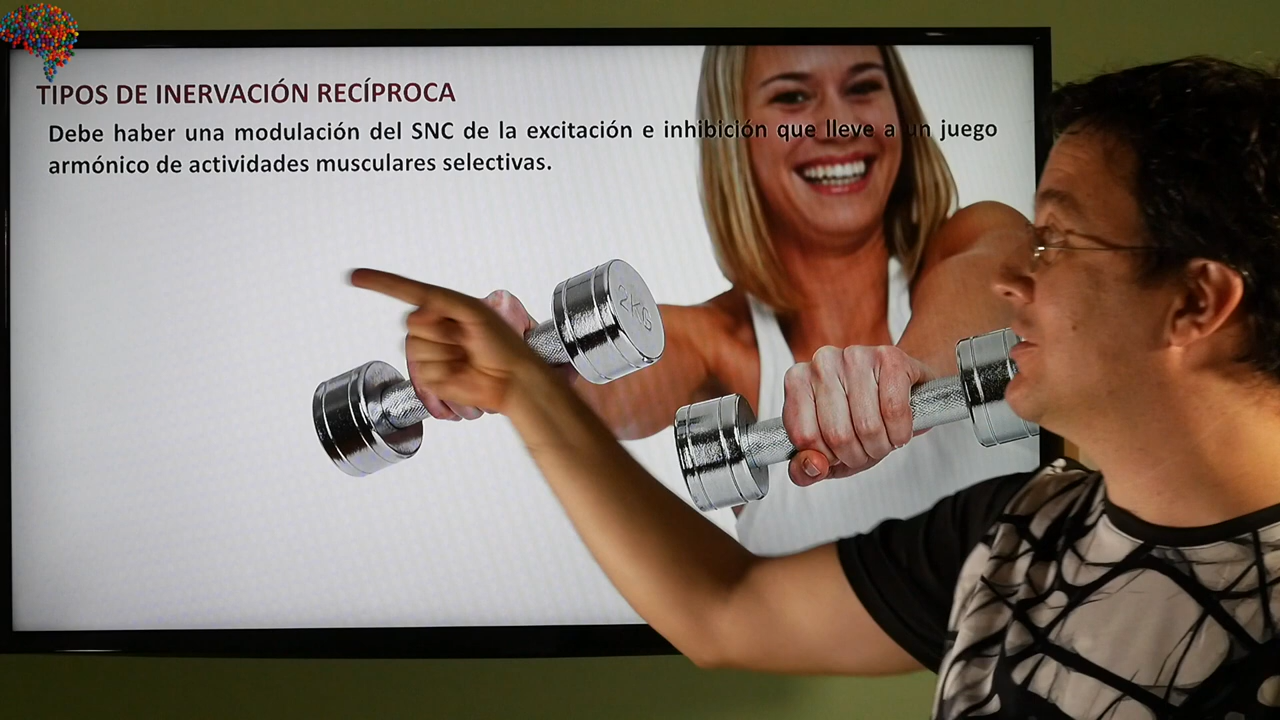 TIPOS DE INERVACIÓN RECÍPROCA
Debe haber una modulación del SNC de la excitación e inhibición que lleve a un juego
armónico de actividades musculares selectivas.
2KG